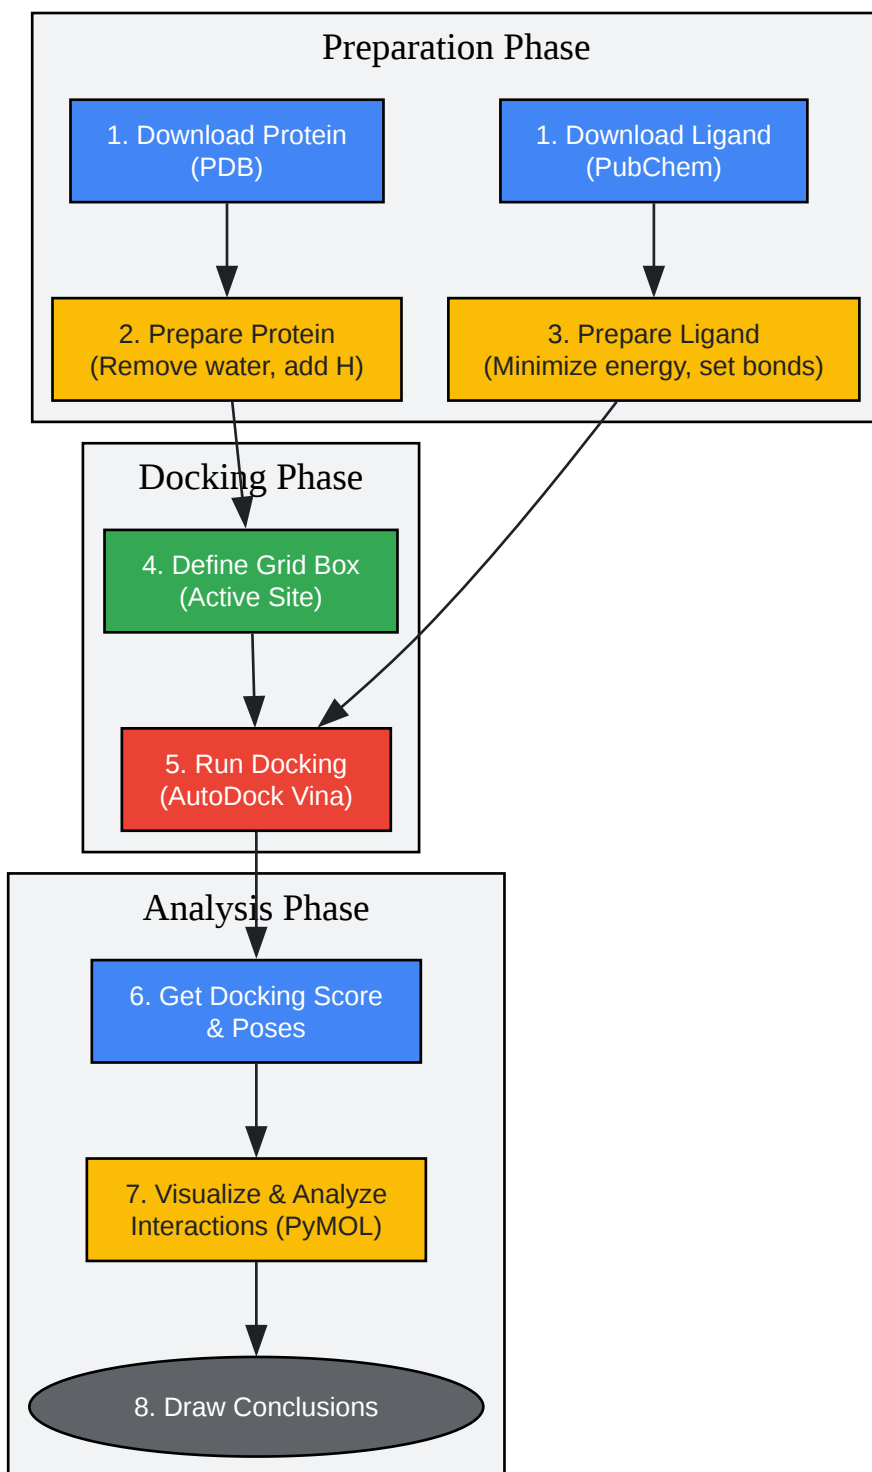 Preparation Phase
1. Download Protein
(PDB)
1. Download Ligand
(PubChem)
2. Prepare Protein
(Remove water, add H)
3. Prepare Ligand
(Minimize energy, set bonds)
Docking Phase
4. Define Grid Box
(Active Site)
5. Run Docking
(AutoDock Vina)
Analysis Phase
6. Get Docking Score
& Poses
7. Visualize & Analyze
Interactions (PyMOL)
8. Draw Conclusions